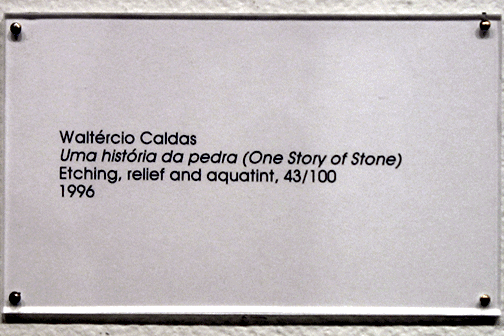 Waltércio Caldas
Uma história da pedra (One Story of Stone)
Etching, relief and aquatint, 43/100
1996